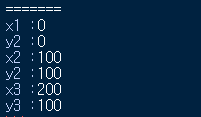 =======
x1 :0
y2 :0
x2 :100
y2 :100
x3 :200
y3 :100